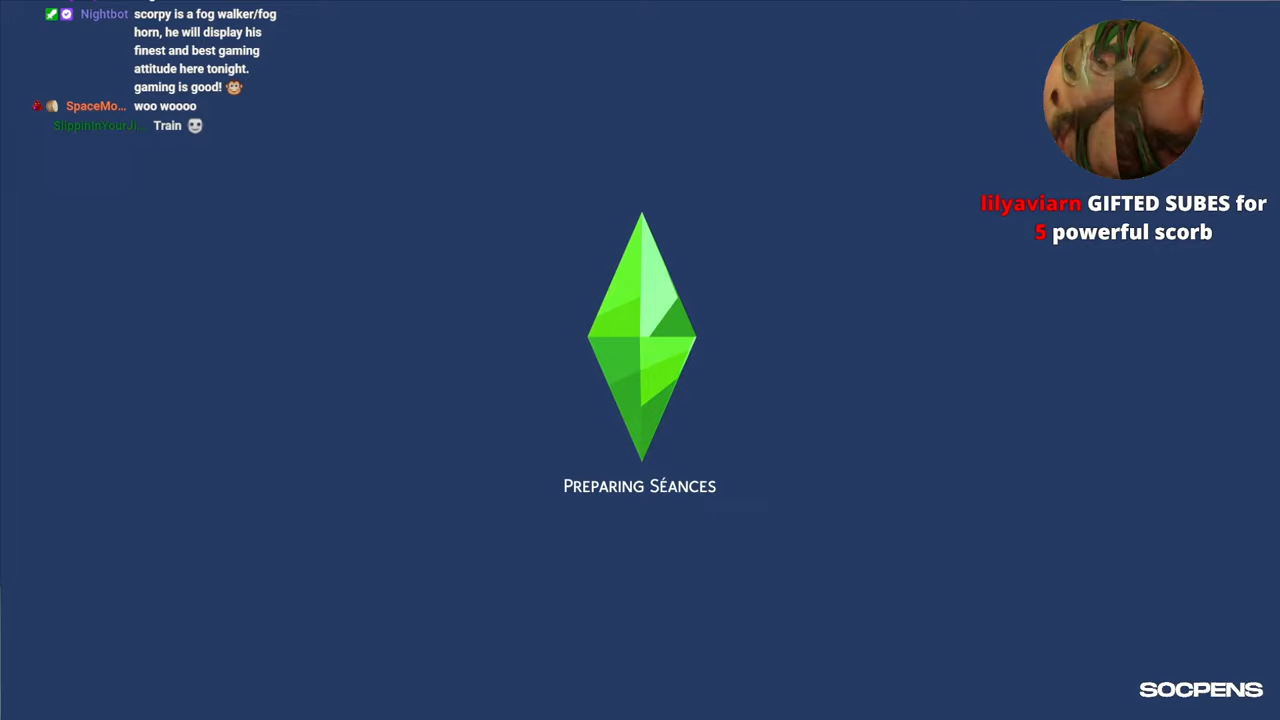 Nightbot scorpy is a fog walker/fog
horn, he will display his
finest and best gaming
attitude here tonight.
gaming is good!
SpaceMo... woo woooo
SlippinInYourJi... Train
lilyaviarn GIFTED SUBES for
5 powerful scorb
Preparing Séances
SOCPENS